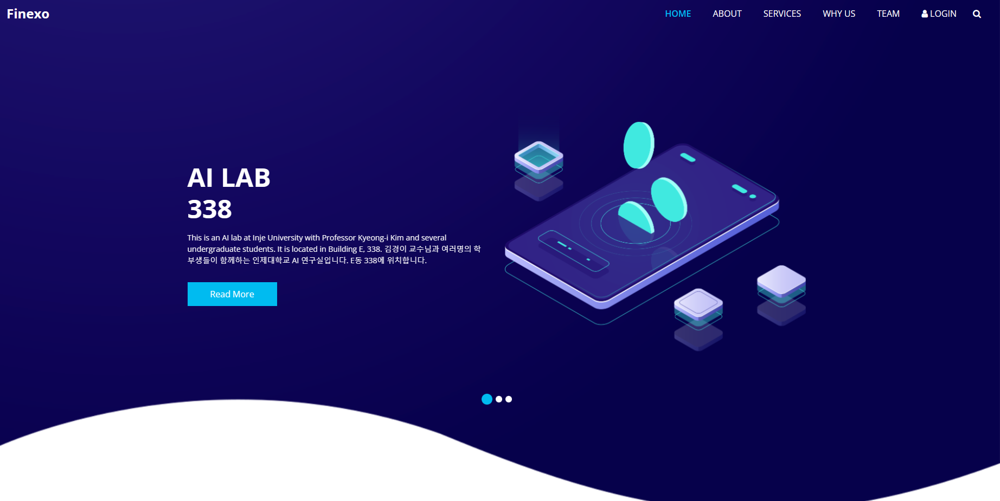 Finexo
HOME ABOUT SERVICES WHY US TEAM LOGIN
AI LAB
338
This is an AI lab at Inje University with Professor Kyeong-i Kim and several
undergraduate students. It is located in Building E, 338. 김경이 교수님과 여러명의 학
부생들이 함께하는 인제대학교 AI 연구실입니다. E동 338에 위치합니다.
Read More